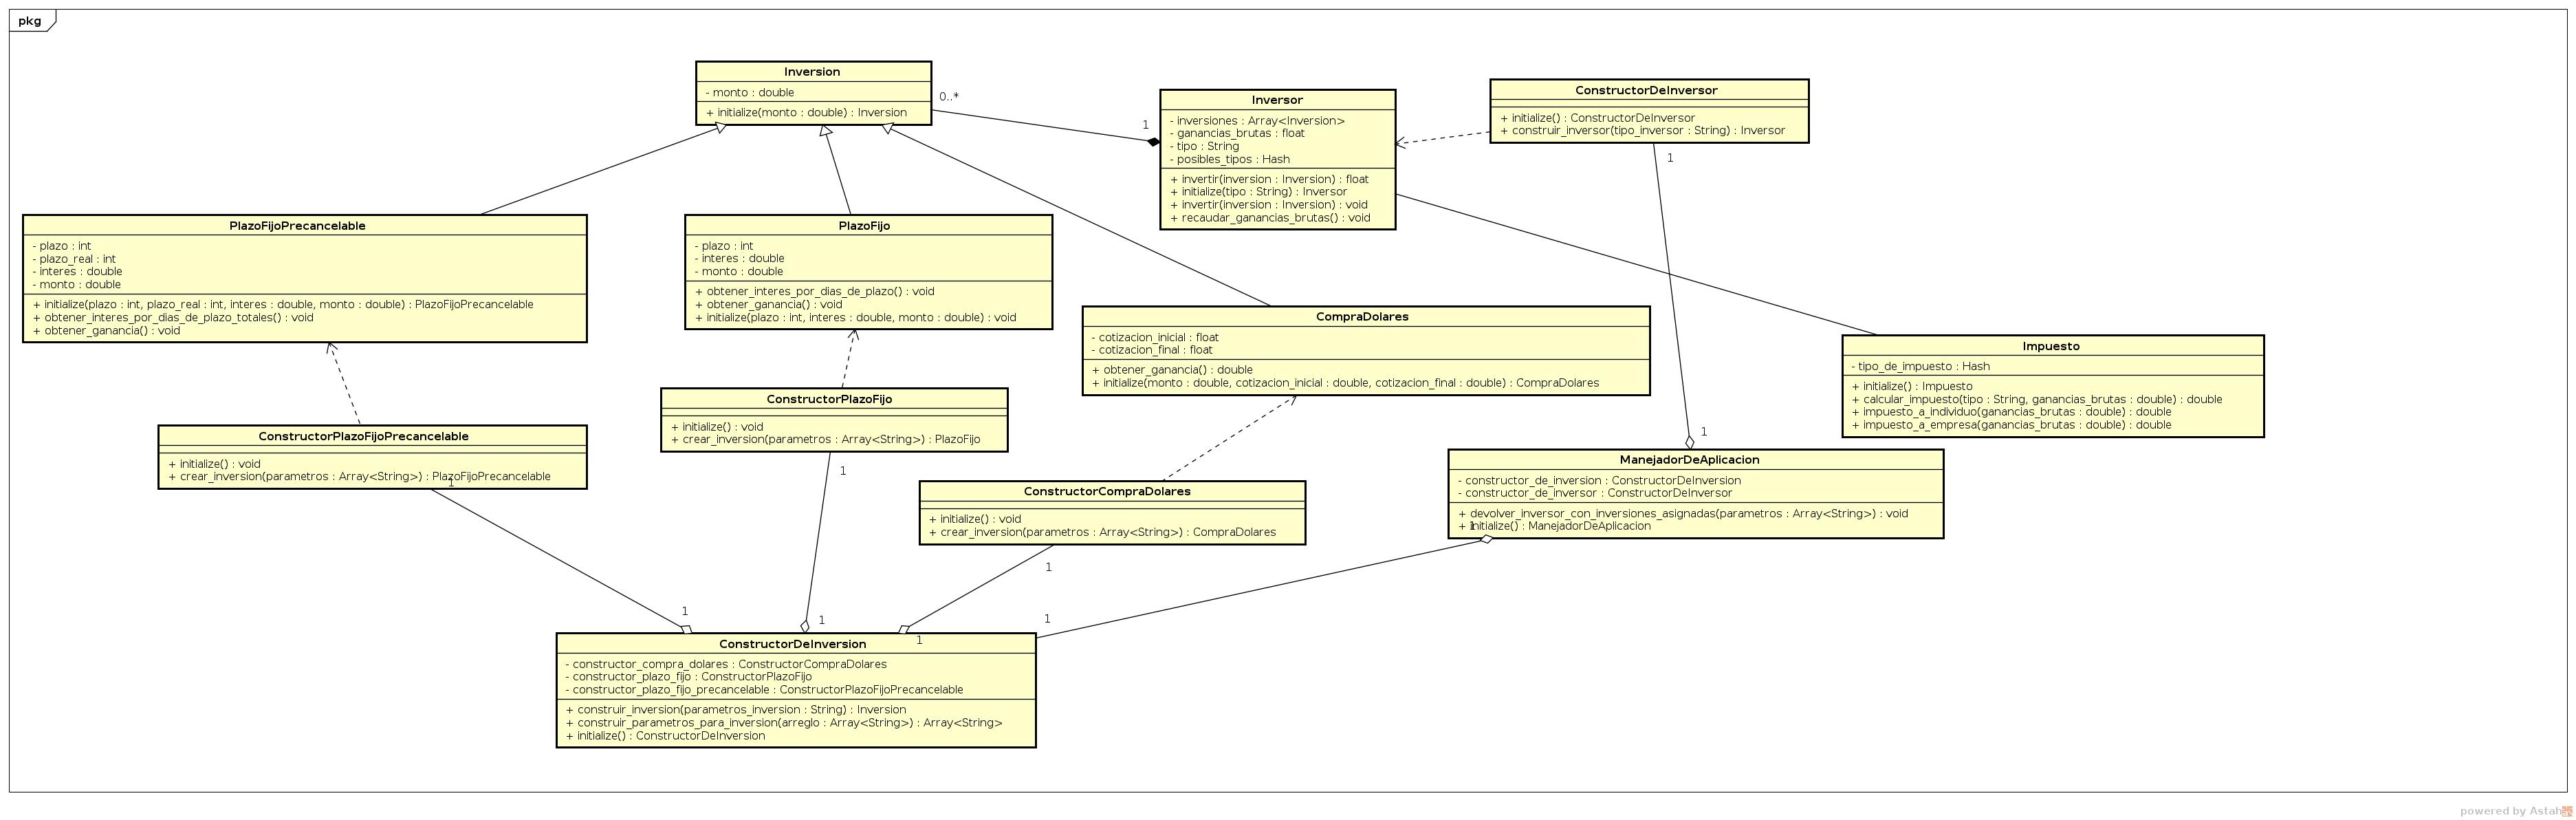 pkg
Inversion
- monto : double
+ initialize(monto : double) : Inversion
0..*
1
Inversor
- inversiones : Array<Inversion>
- ganancias_brutas : float
- tipo : String
- posibles_tipos : Hash
+ invertir(inversion : Inversion) : float
+ initialize(tipo : String) : Inversor
+ invertir(inversion : Inversion) : void
+ recaudar_ganancias_brutas() : void
ConstructorDeInversor
+ initialize() : ConstructorDeInversor
+ construir_inversor(tipo_inversor : String) : Inversor
1
1
PlazoFijoPrecancelable
- plazo : int
- plazo_real : int
- interes : double
- monto : double
+ initialize(plazo : int, plazo_real : int, interes : double, monto : double) : PlazoFijoPrecancelable
+ obtener_interes_por_dias_de_plazo_totales() : void
+ obtener_ganancia() : void
PlazoFijo
- plazo : int
- interes : double
- monto : double
+ obtener_interes_por_dias_de_plazo() : void
+ obtener_ganancia() : void
+ initialize(plazo : int, interes : double, monto : double) : void
CompraDolares
- cotizacion_inicial : float
- cotizacion_final : float
+ obtener_ganancia() : double
+ initialize(monto : double, cotizacion_inicial : double, cotizacion_final : double) : CompraDolares
Impuesto
- tipo_de_impuesto : Hash
+ initialize() : Impuesto
+ calcular_impuesto(tipo : String, ganancias_brutas : double) : double
+ impuesto_a_individuo(ganancias_brutas : double) : double
+ impuesto_a_empresa(ganancias_brutas : double) : double
ConstructorPlazoFijoPrecancelable
+ initialize() : void
+ crear_inversion(parametros : Array<String>) : PlazoFijoPrecancelable
1
1
ConstructorPlazoFijo
+ initialize() : void
+ crear_inversion(parametros : Array<String>) : PlazoFijo
1
1
ConstructorCompraDolares
+ initialize() : void
+ crear_inversion(parametros : Array<String>) : CompraDolares
1
1
ManejadorDeAplicacion
- constructor_de_inversion : ConstructorDeInversion
- constructor_de_inversor : ConstructorDeInversor
+ devolver_inversor_con_inversiones_asignadas(parametros : Array<String>) : void
+ initialize() : ManejadorDeAplicacion
1
1
ConstructorDeInversion
- constructor_compra_dolares : ConstructorCompraDolares
- constructor_plazo_fijo : ConstructorPlazoFijo
- constructor_plazo_fijo_precancelable : ConstructorPlazoFijoPrecancelable
+ construir_inversion(parametros_inversion : String) : Inversion
+ construir_parametros_para_inversion(arreglo : Array<String>) : Array<String>
+ initialize() : ConstructorDeInversion
powered by Astah